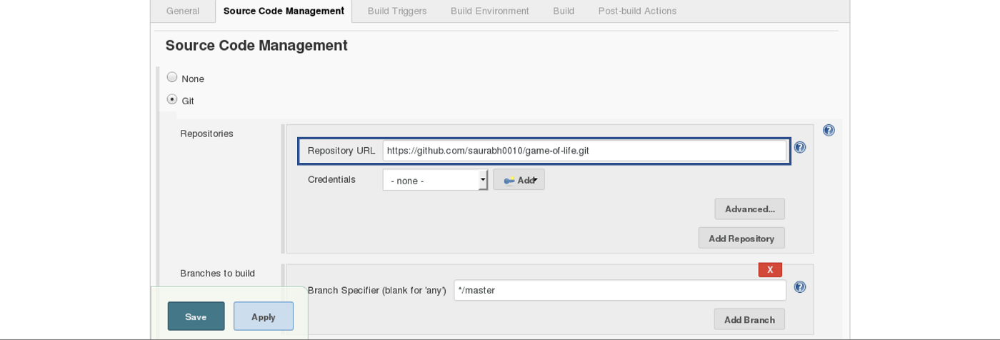 General Source Code Management Build Triggers Build Environment Build Post-build Actions
Source Code Management
None
Git
Repositories
?
Repository URL https://github.com/saurabh0010/game-of-life.git ?
Credentials - none - Add
Advanced...
Add Repository
Branches to build
X
Branch Specifier (blank for 'any') */master ?
Save Apply Add Branch